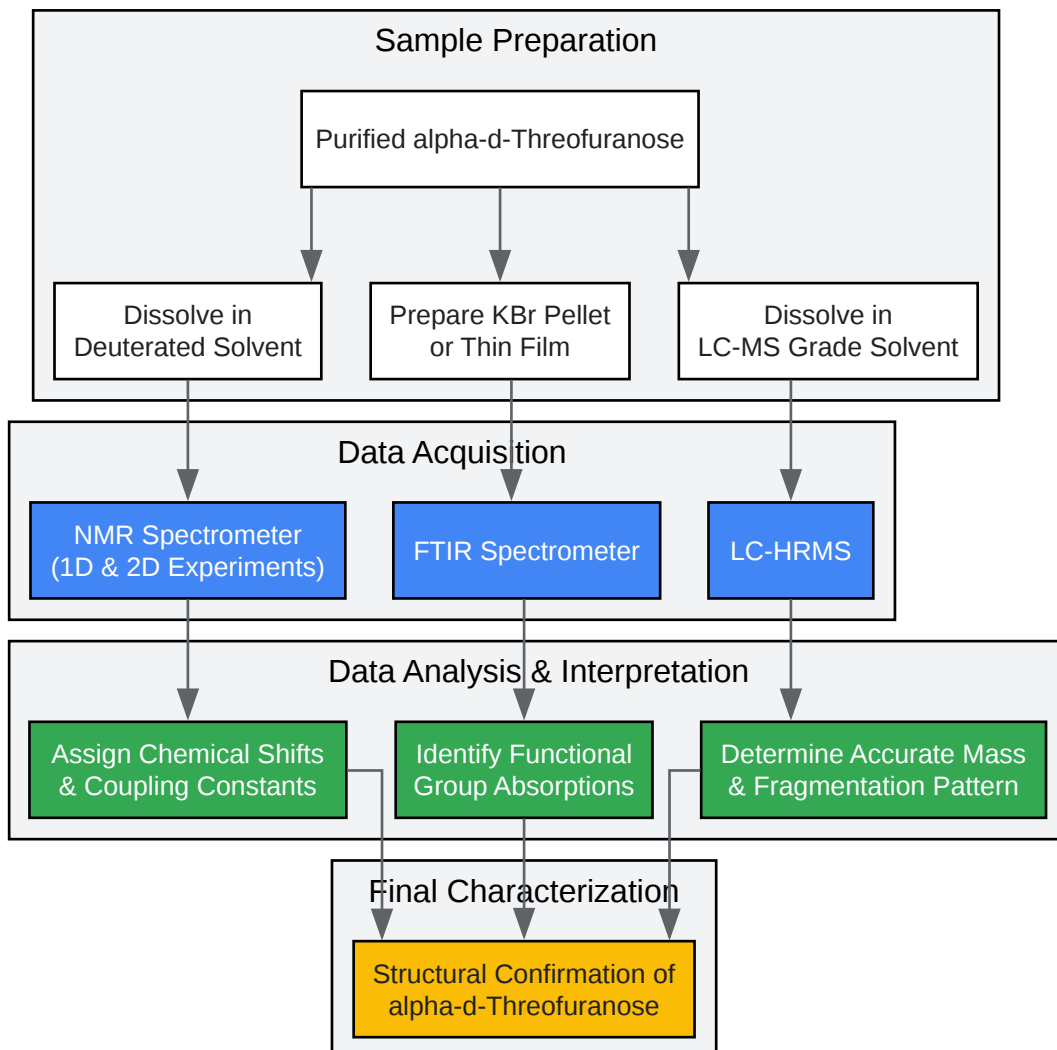 Sample Preparation
Purified alpha-d-Threofuranose
Dissolve in
Deuterated Solvent
Prepare KBr Pellet
or Thin Film
Dissolve in
LC-MS Grade Solvent
Data Acquisition
NMR Spectrometer
(1D & 2D Experiments)
FTIR Spectrometer
LC-HRMS
Data Analysis & Interpretation
Assign Chemical Shifts
& Coupling Constants
Identify Functional
Group Absorptions
Determine Accurate Mass
& Fragmentation Pattern
Final Characterization
Structural Confirmation of
alpha-d-Threofuranose